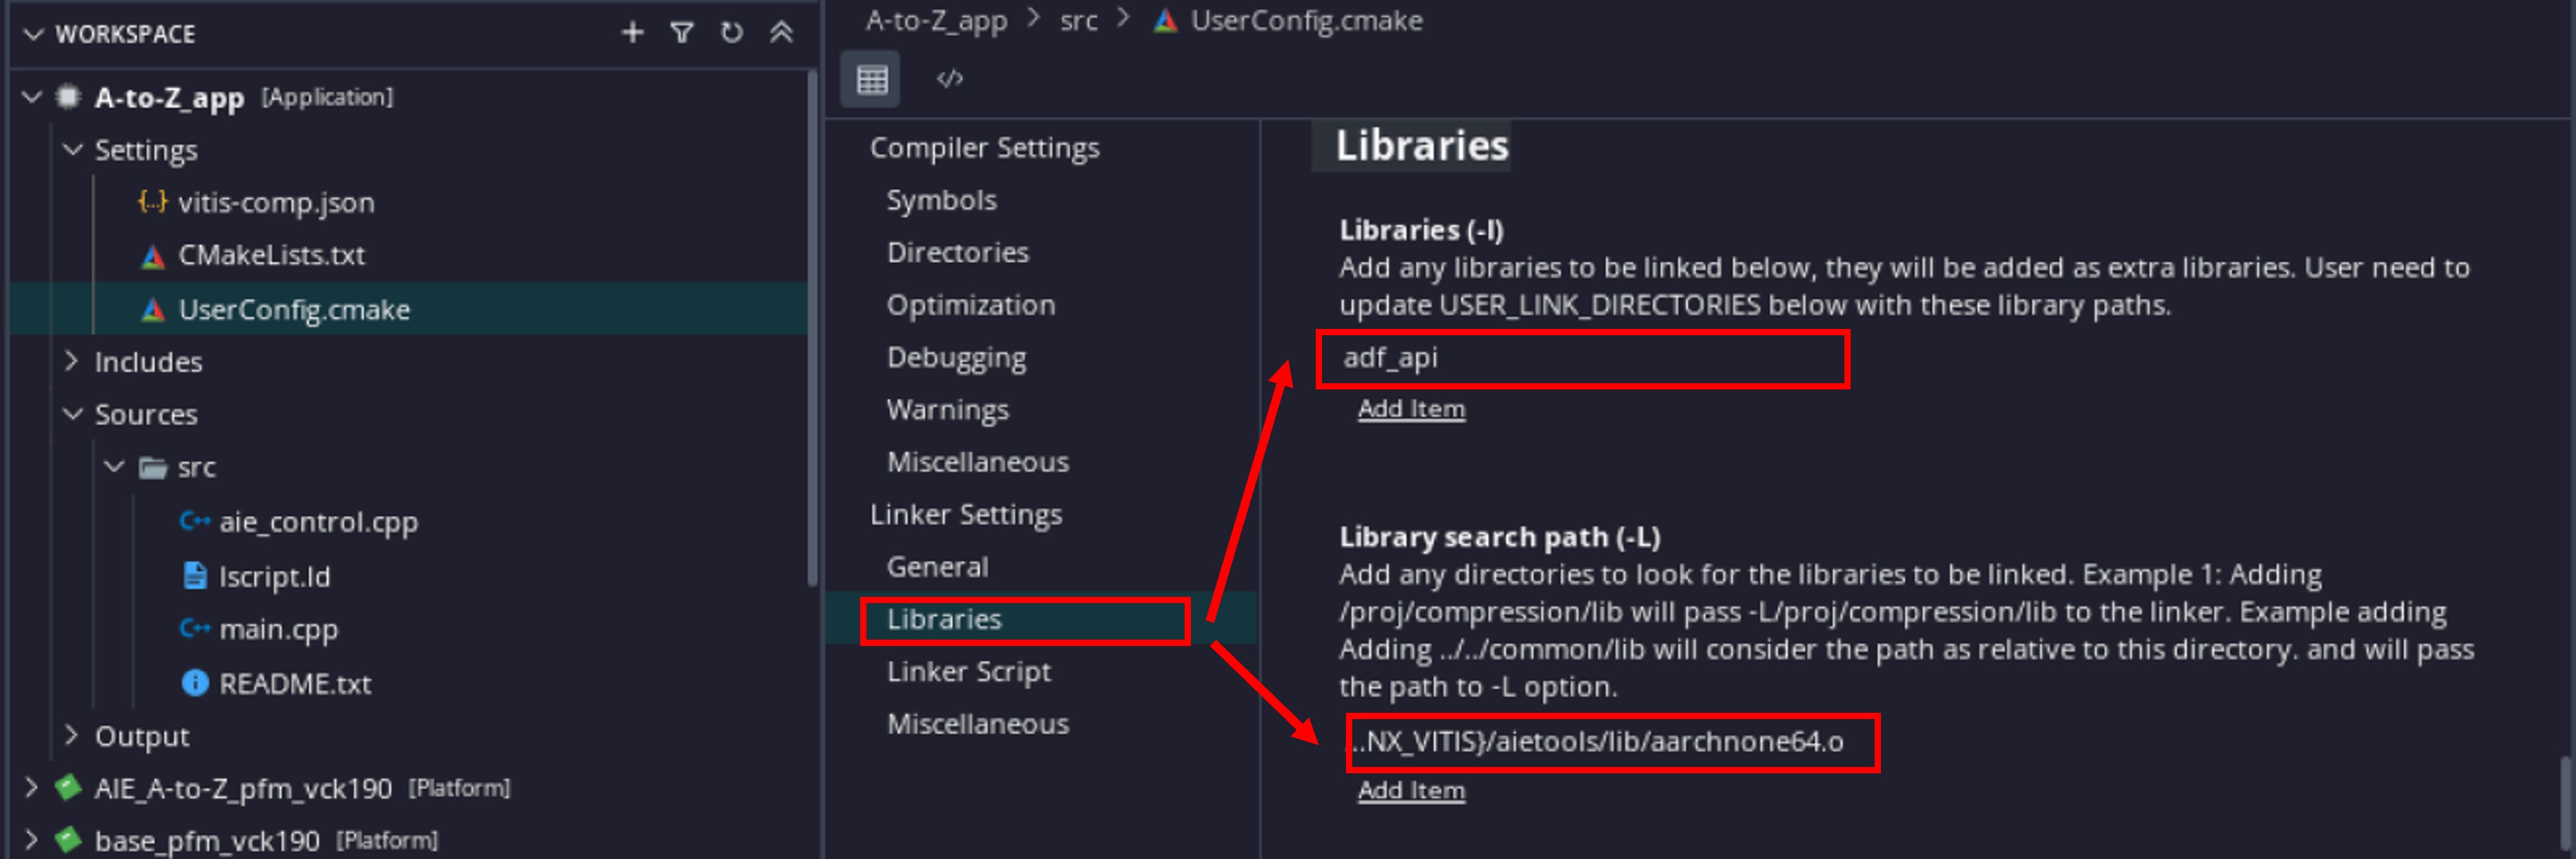 WORKSPACE
A-to-Z_app [Application]
Settings
{...} vitis-comp.json
CMakeLists.txt
UserConfig.cmake
Includes
Sources
src
C++ aie_control.cpp
lscript.ld
C++ main.cpp
README.txt
Output
AIE_A-to-Z_pfm_vck190 [Platform]
base_pfm_vck190 [Platform]
A-to-Z_app > src > UserConfig.cmake
</>
Compiler Settings
Symbols
Directories
Optimization
Debugging
Warnings
Miscellaneous
Linker Settings
General
Libraries
Linker Script
Miscellaneous
Libraries
Libraries (-l)
Add any libraries to be linked below, they will be added as extra libraries. User need to
update USER_LINK_DIRECTORIES below with these library paths.
adf_api
Add Item
Library search path (-L)
Add any directories to look for the libraries to be linked. Example 1: Adding
/proj/compression/lib will pass -L/proj/compression/lib to the linker. Example adding
Adding ../../common/lib will consider the path as relative to this directory. and will pass
the path to -L option.
...NX_VITIS}/aietools/lib/aarchnone64.o
Add Item